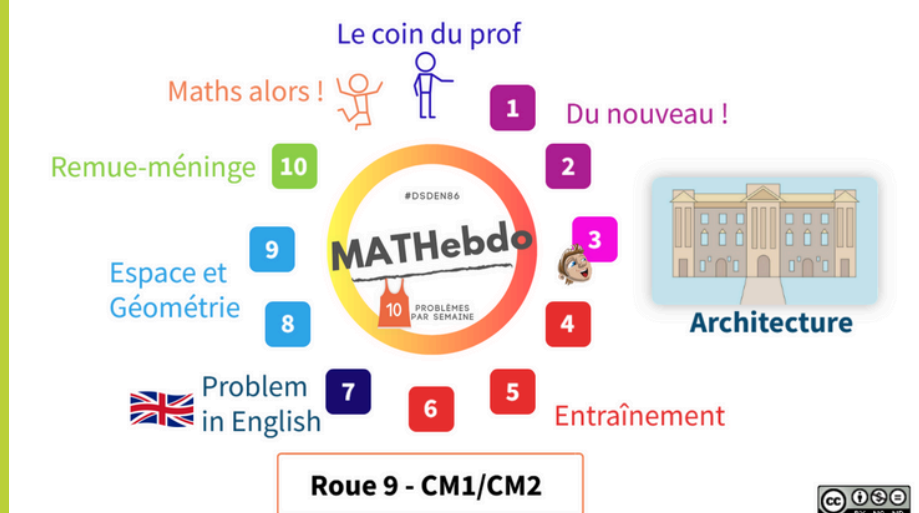 Le coin du prof
Maths alors !
1
Du nouveau !
Remue-méninge
10
2
#DSDEN86
MATHebdo
10
PROBLÈMES
PAR SEMAINE
3
9
Espace et
Géométrie
8
4
Architecture
Problem
in English
7
6
5
Entraînement
Roue 9 - CM1/CM2
cc